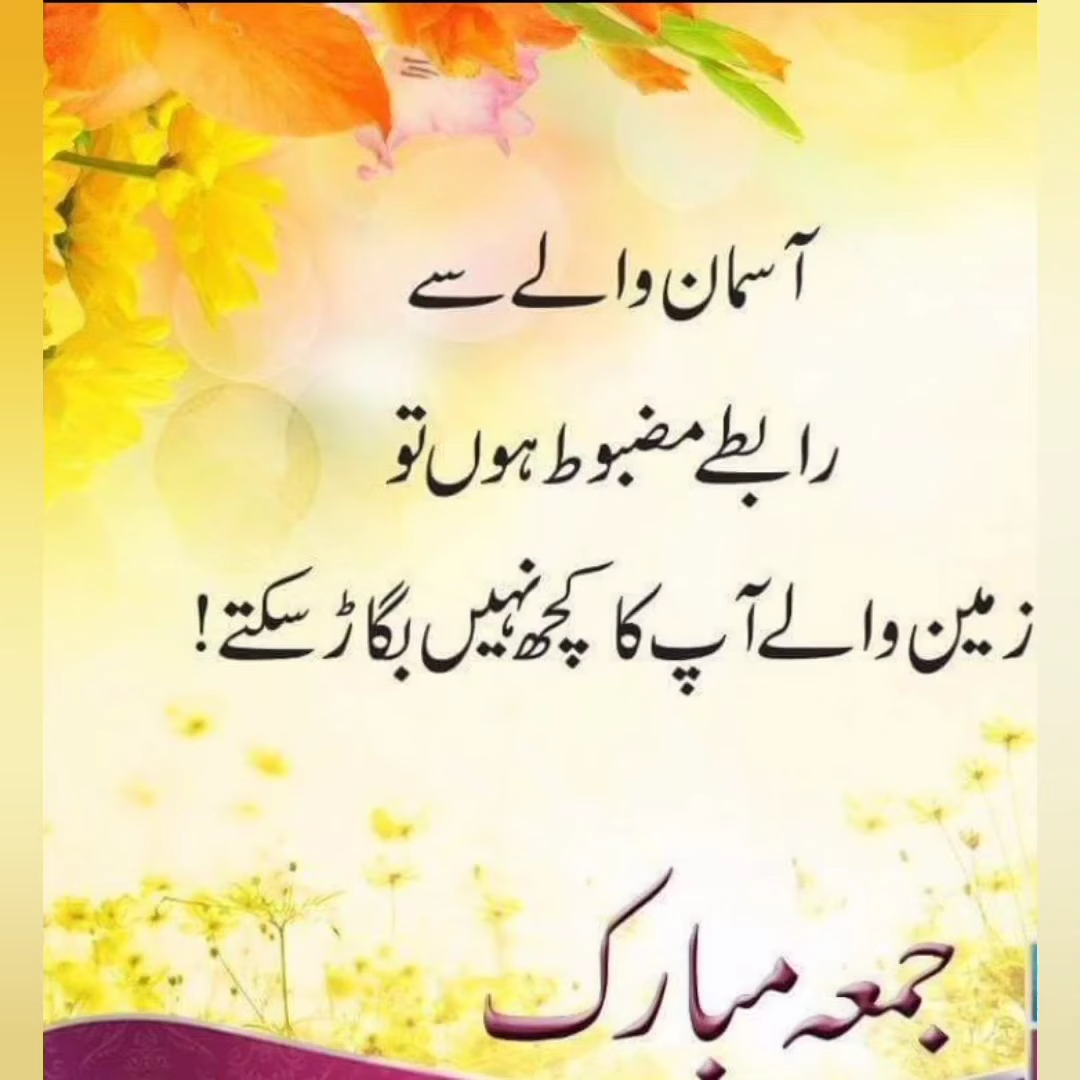 آسمان والے سے
رابطے مضبوط ہوں تو
زمین والے آپ کا کچھ نہیں بگاڑ سکتے!
جمعہ مبارک